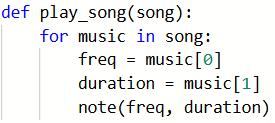 def play_song(song):
    for music in song:
        freq = music[0]
        duration = music[1]
        note(freq, duration)